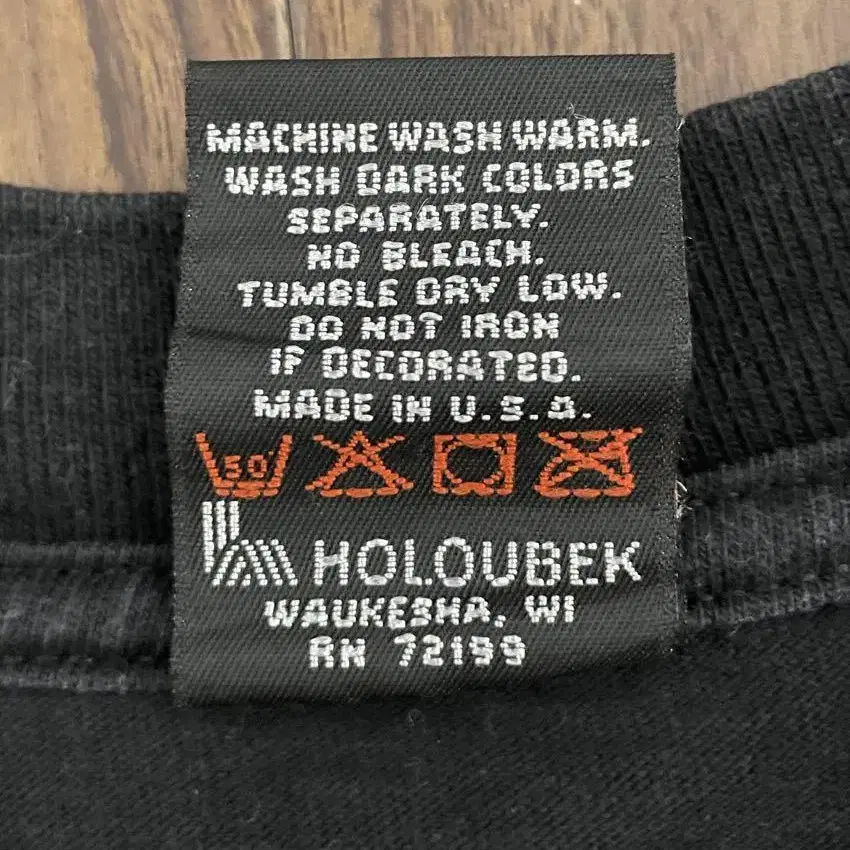 MACHINE WASH WARM.
WASH DARK COLORS
SEPARATELY.
NO BLEACH.
TUMBLE DRY LOW.
DO NOT IRON
IF DECORATED.
MADE IN U.S.A.
50°
HOLOUBEK
WAUKESHA, WI
RN 72199